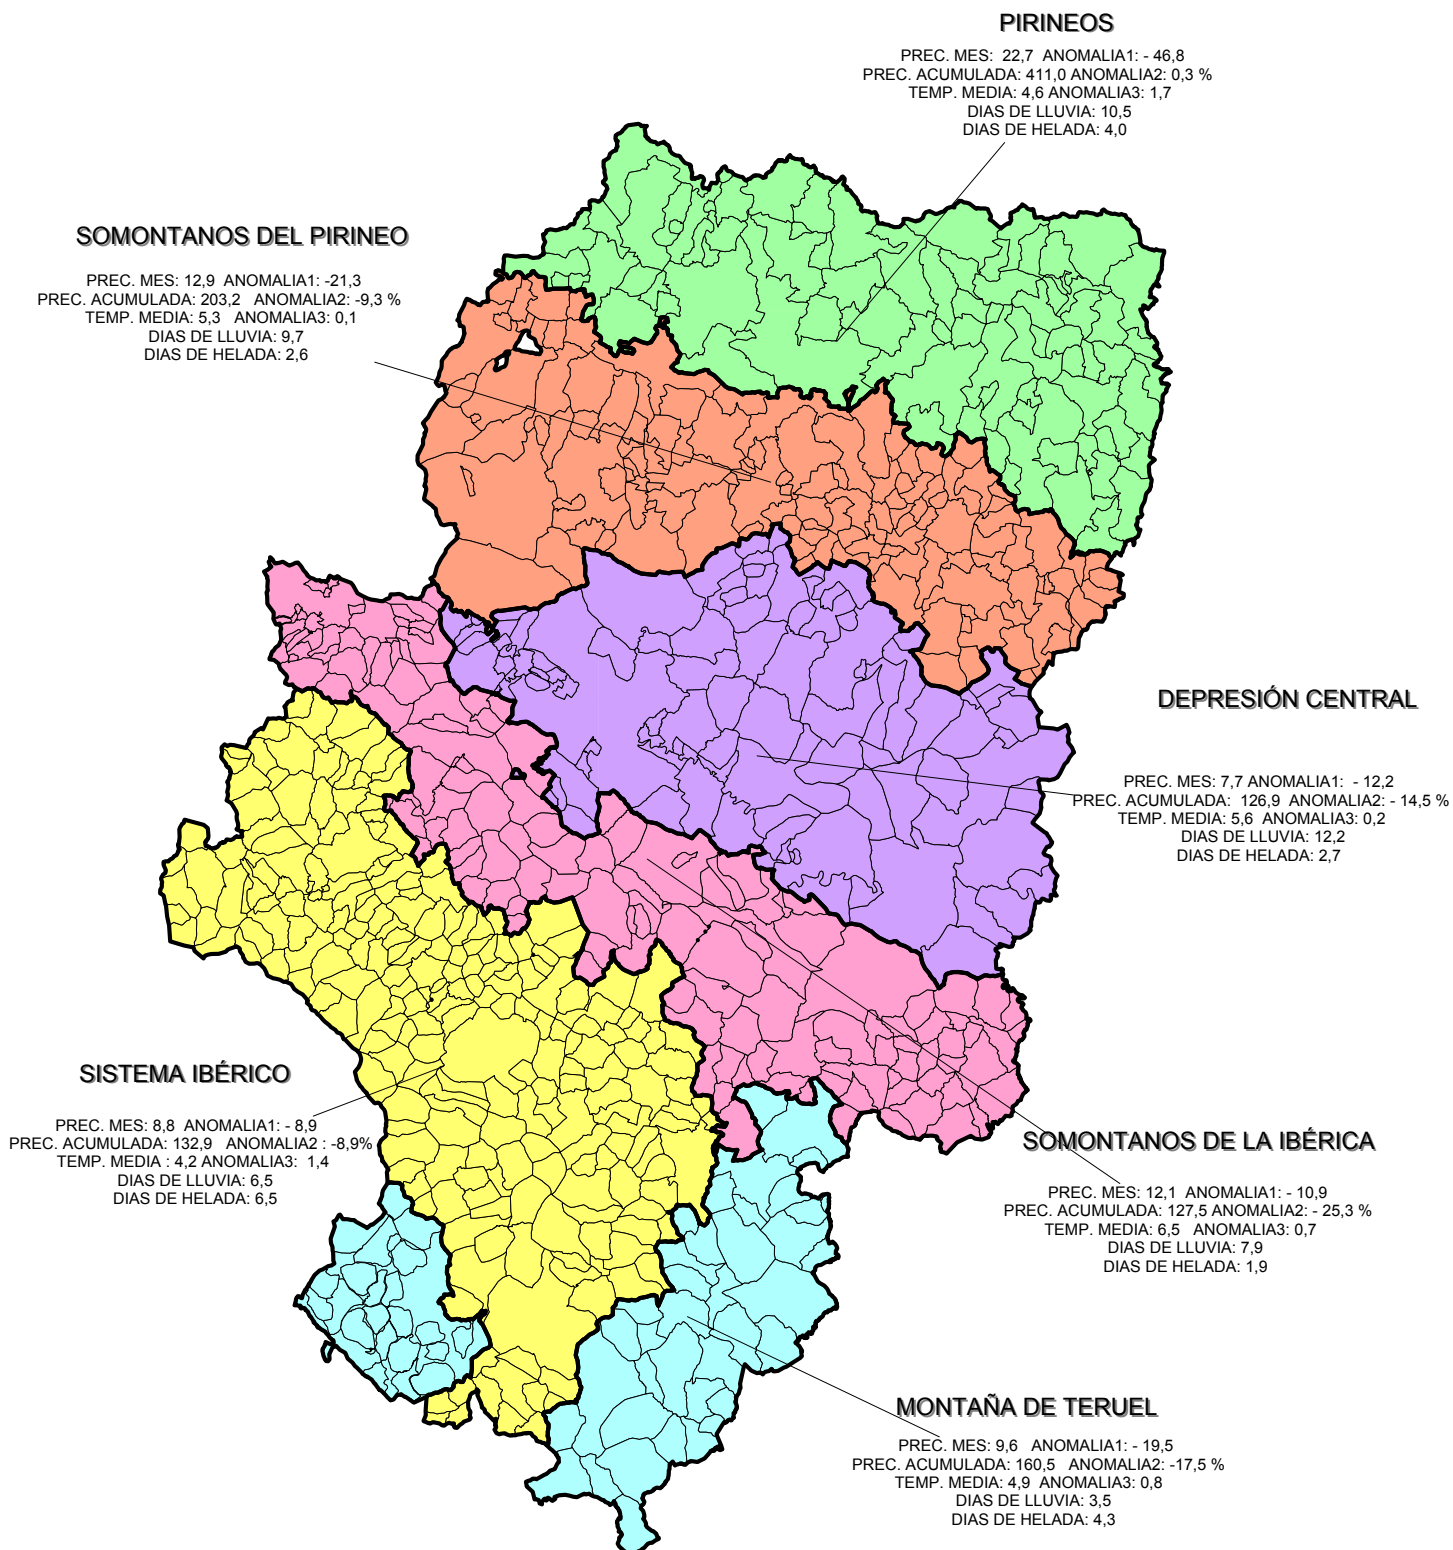 PIRINEOS
PREC. MES: 22,7 ANOMALIA1: - 46,8
PREC. ACUMULADA: 411,0 ANOMALIA2: 0,3 %
TEMP. MEDIA: 4,6 ANOMALIA3: 1,7
DIAS DE LLUVIA: 10,5
DIAS DE HELADA: 4,0
SOMONTANOS DEL PIRINEO
PREC. MES: 12,9 ANOMALIA1: -21,3
PREC. ACUMULADA: 203,2 ANOMALIA2: -9,3 %
TEMP. MEDIA: 5,3 ANOMALIA3: 0,1
DIAS DE LLUVIA: 9,7
DIAS DE HELADA: 2,6
DEPRESIÓN CENTRAL
PREC. MES: 7,7 ANOMALIA1: - 12,2
PREC. ACUMULADA: 126,9 ANOMALIA2: - 14,5 %
TEMP. MEDIA: 5,6 ANOMALIA3: 0,2
DIAS DE LLUVIA: 12,2
DIAS DE HELADA: 2,7
SISTEMA IBÉRICO
PREC. MES: 8,8 ANOMALIA1: - 8,9
PREC. ACUMULADA: 132,9 ANOMALIA2 : -8,9%
TEMP. MEDIA : 4,2 ANOMALIA3: 1,4
DIAS DE LLUVIA: 6,5
DIAS DE HELADA: 6,5
SOMONTANOS DE LA IBÉRICA
PREC. MES: 12,1 ANOMALIA1: - 10,9
PREC. ACUMULADA: 127,5 ANOMALIA2: - 25,3 %
TEMP. MEDIA: 6,5 ANOMALIA3: 0,7
DIAS DE LLUVIA: 7,9
DIAS DE HELADA: 1,9
MONTAÑA DE TERUEL
PREC. MES: 9,6 ANOMALIA1: - 19,5
PREC. ACUMULADA: 160,5 ANOMALIA2: -17,5 %
TEMP. MEDIA: 4,9 ANOMALIA3: 0,8
DIAS DE LLUVIA: 3,5
DIAS DE HELADA: 4,3